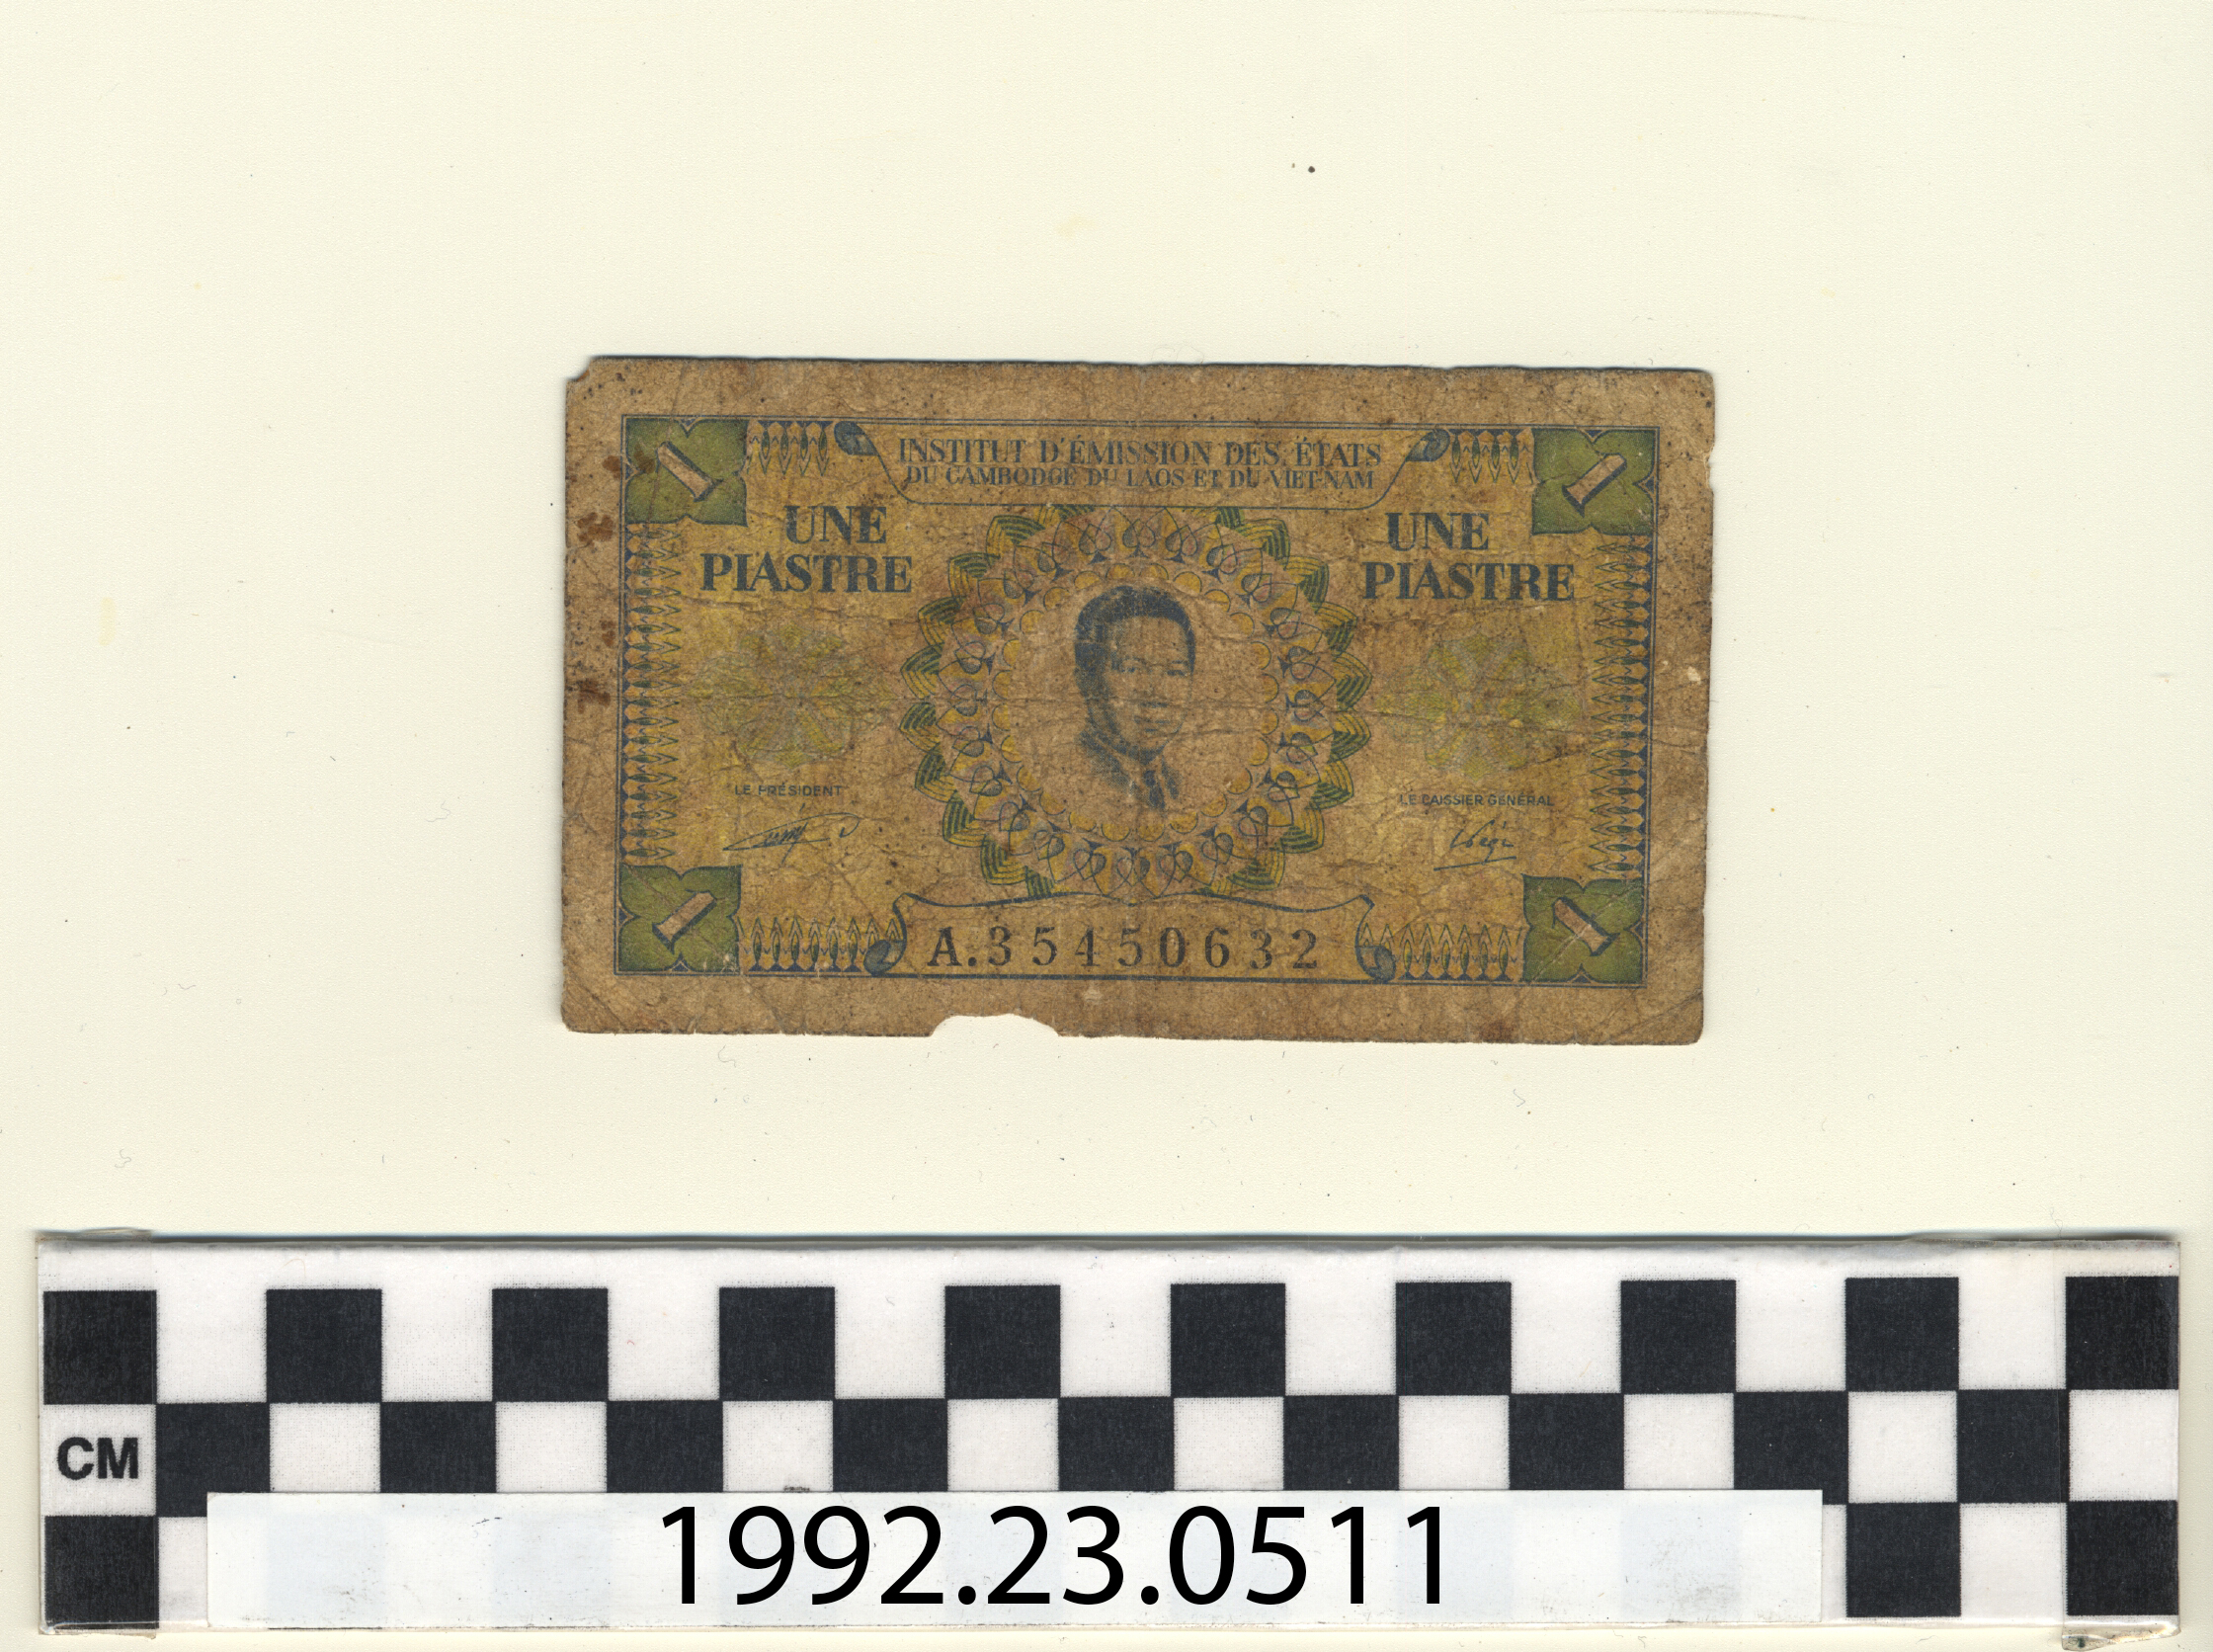 1 1
INSTITUT D'ÉMISSION DES ÉTATS
DU CAMBODGE DU LAOS ET DU VIET-NAM
UNE PIASTRE
UNE PIASTRE
LE PRÉSIDENT
LE CAISSIER GÉNÉRAL
1 1
A.35450632
CM
1992.23.0511